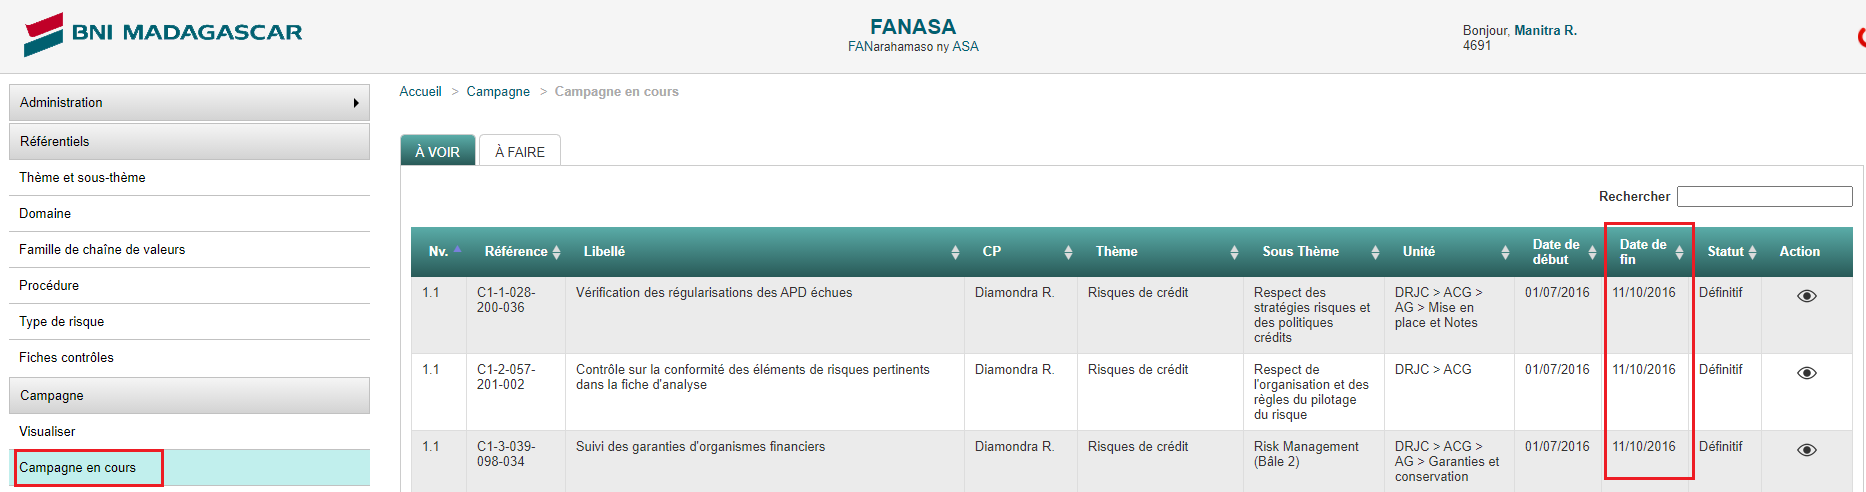 BNI MADAGASCAR
FANASA
FANarahamaso ny ASA
Bonjour, Manitra R.
4691
Administration
Référentiels
Thème et sous-thème
Domaine
Famille de chaîne de valeurs
Procédure
Type de risque
Fiches contrôles
Campagne
Visualiser
Campagne en cours
Accueil > Campagne > Campagne en cours
À VOIR À FAIRE
Rechercher
Nv. Référence Libellé CP Thème Sous Thème Unité Date de début Date de fin Statut Action
1.1 C1-1-028- Vérification des régularisations des APD échues Diamondra R. Risques de crédit Respect des DRJC > ACG > 01/07/2016 11/10/2016 Définitif
200-036 stratégies risques et AG > Mise en
des politiques place et Notes
crédits
1.1 C1-2-057- Contrôle sur la conformité des éléments de risques pertinents Diamondra R. Risques de crédit Respect de DRJC > ACG 01/07/2016 11/10/2016 Définitif
201-002 dans la fiche d'analyse l'organisation et des
règles du pilotage
du risque
1.1 C1-3-039- Suivi des garanties d'organismes financiers Diamondra R. Risques de crédit Risk Management DRJC > ACG > 01/07/2016 11/10/2016 Définitif
098-034 (Bâle 2) AG > Garanties et
conservation